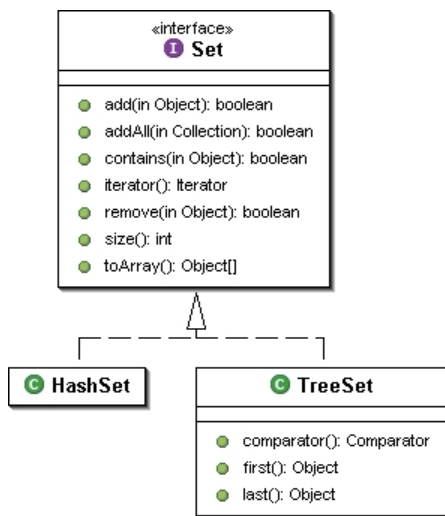 «interface»
I Set
add(in Object): boolean
addAll(in Collection): boolean
contains(in Object): boolean
iterator(): Iterator
remove(in Object): boolean
size(): int
toArray(): Object[]
C HashSet
C TreeSet
comparator(): Comparator
first(): Object
last(): Object